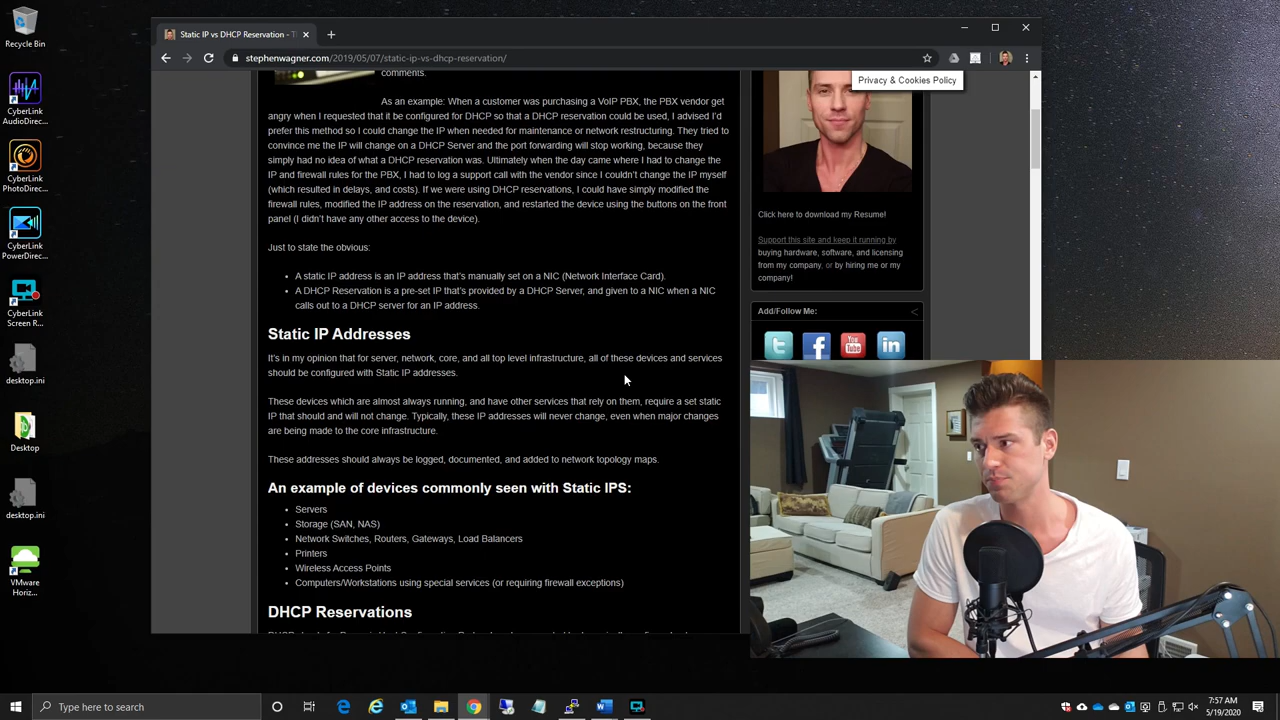 Recycle Bin
CyberLink
AudioDirec...
CyberLink
PhotoDirec...
CyberLink
PowerDirec...
CyberLink
Screen R...
desktop.ini
Desktop
desktop.ini
VMware
Horiz...
Static IP vs DHCP Reservation - T
stephenwagner.com/2019/05/07/static-ip-vs-dhcp-reservation/
Privacy & Cookies Policy
comments.
As an example: When a customer was purchasing a VoIP PBX, the PBX vendor get
angry when I requested that it be configured for DHCP so that a DHCP reservation could be used, I advised I'd
prefer this method so I could change the IP when needed for maintenance or network restructuring. They tried to
convince me the IP will change on a DHCP Server and the port forwarding will stop working, because they
simply had no idea of what a DHCP reservation was. Ultimately when the day came where I had to change the
IP and firewall rules for the PBX, I had to log a support call with the vendor since I couldn't change the IP myself
(which resulted in delays, and costs). If we were using DHCP reservations, I could have simply modified the
firewall rules, modified the IP address on the reservation, and restarted the device using the buttons on the front
panel (I didn't have any other access to the device).
Just to state the obvious:
• A static IP address is an IP address that's manually set on a NIC (Network Interface Card).
• A DHCP Reservation is a pre-set IP that's provided by a DHCP Server, and given to a NIC when a NIC
calls out to a DHCP server for an IP address.
Static IP Addresses
It's in my opinion that for server, network, core, and all top level infrastructure, all of these devices and services
should be configured with Static IP addresses.
These devices which are almost always running, and have other services that rely on them, require a set static
IP that should and will not change. Typically, these IP addresses will never change, even when major changes
are being made to the core infrastructure.
These addresses should always be logged, documented, and added to network topology maps.
An example of devices commonly seen with Static IPS:
• Servers
• Storage (SAN, NAS)
• Network Switches, Routers, Gateways, Load Balancers
• Printers
• Wireless Access Points
• Computers/Workstations using special services (or requiring firewall exceptions)
DHCP Reservations
Click here to download my Resume!
Support this site and keep it running by
buying hardware, software, and licensing
from my company, or by hiring me or my
company!
Add/Follow Me:
Type here to search
7:57 AM
5/19/2020